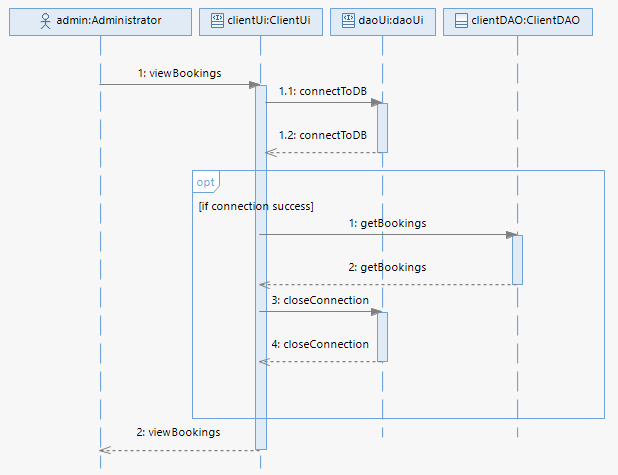 admin:Administrator
clientUi:ClientUi
daoUi:daoUi
clientDAO:ClientDAO
1: viewBookings
1.1: connectToDB
1.2: connectToDB
opt
[if connection success]
1: getBookings
2: getBookings
3: closeConnection
4: closeConnection
2: viewBookings